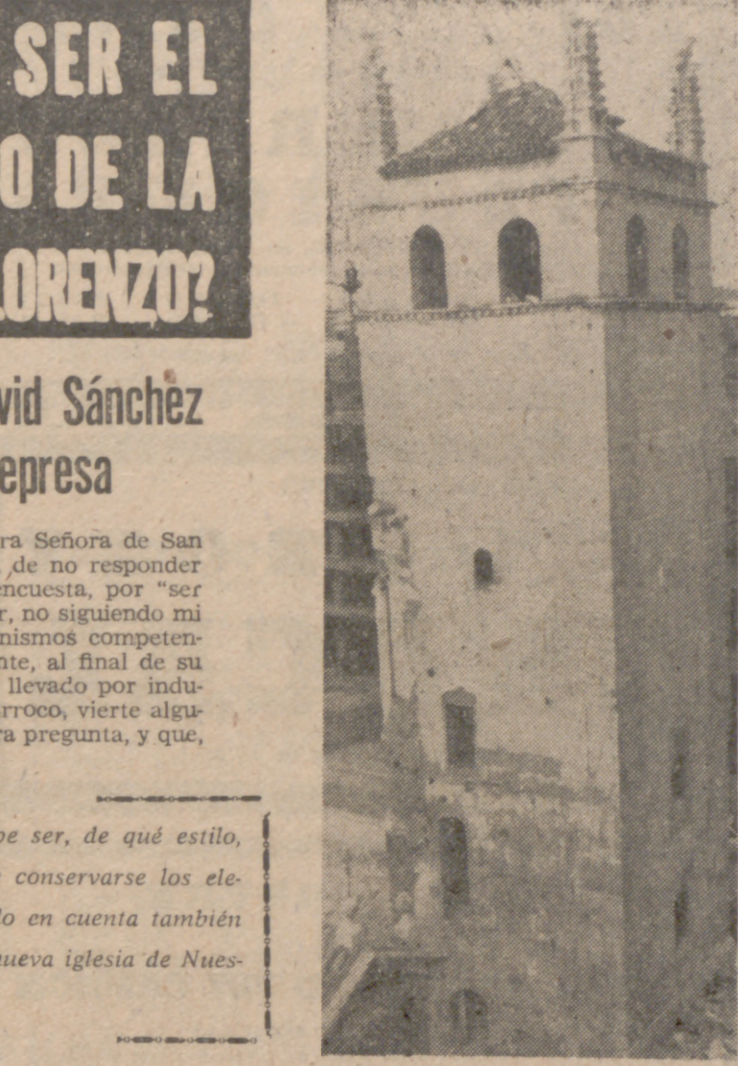 SER EL
O DE LA
LORENZO?
vid Sánchez
epresa
ra Señora de San
de no responder
encuesta, por "ser
r, no siguiendo mi
nismos competen-
nte, al final de su
llevado por indu-
rroco, vierte algu-
ra pregunta, y que,
be ser, de qué estilo,
conservarse los ele-
do en cuenta también
nueva iglesia de Nues-